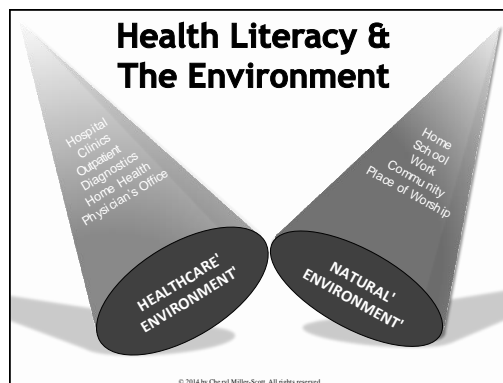 Health Literacy &
The Environment
Hospital
Clinics
Outpatient
Diagnostics
Home Health
Physician's Office
HEALTHCARE'
ENVIRONMENT'
Home
School
Work
Community
Place of Worship
NATURAL'
ENVIRONMENT'
© 2014 by Cheryl Miller-Scott. All rights reserved